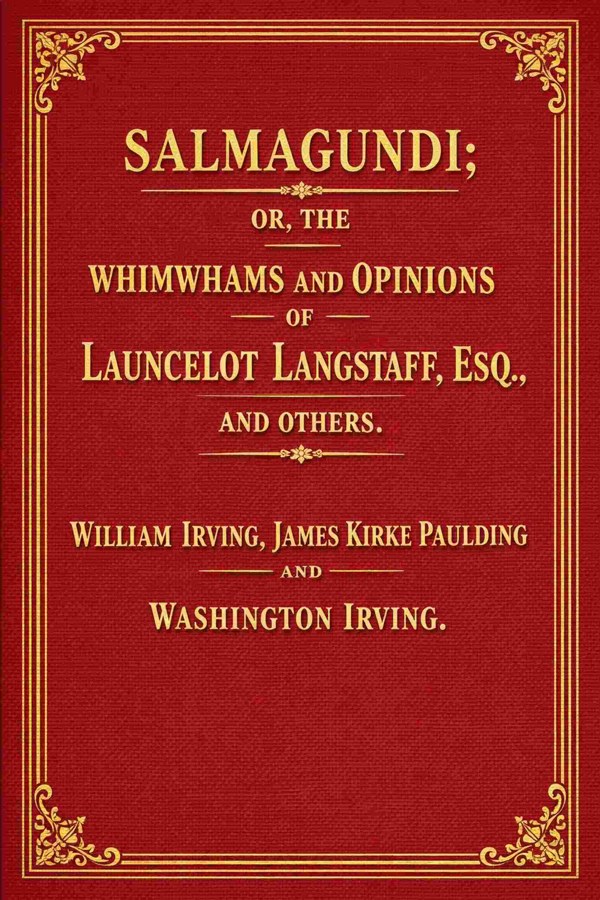 SALMAGUNDI;
OR, THE
WHIMWHAMS AND OPINIONS
OF
LAUNCELOT LANGSTAFF, ESQ.,
AND OTHERS.
WILLIAM IRVING, JAMES KIRKE PAULDING
AND
WASHINGTON IRVING.